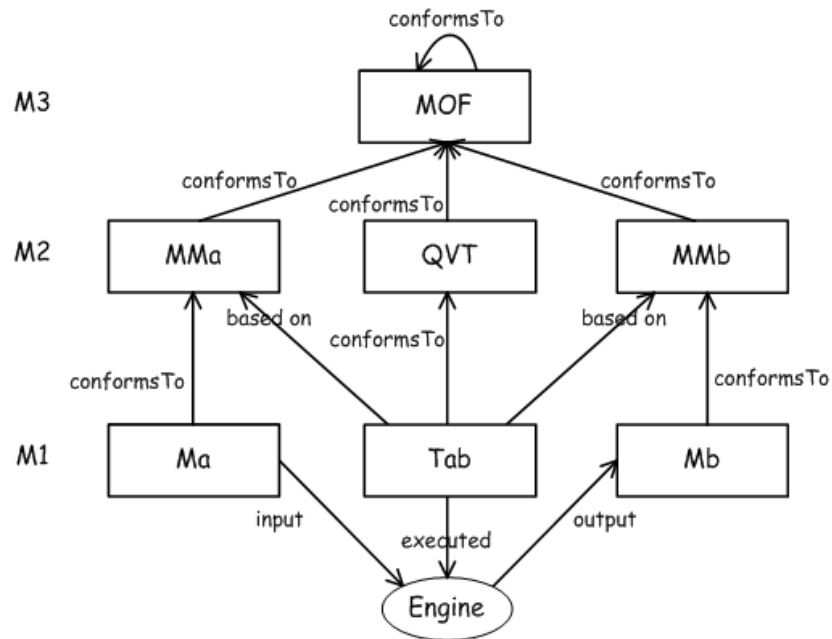 conformsTo
M3
MOF
conformsTo
conformsTo
conformsTo
M2
MMa
QVT
MMb
based on
conformsTo
based on
conformsTo
conformsTo
M1
Ma
Tab
Mb
input
executed
output
Engine